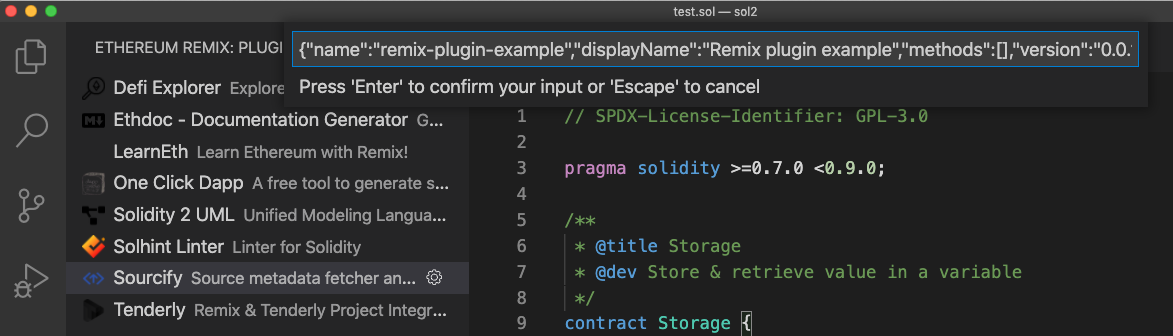 test.sol — sol2
ETHEREUM REMIX: PLUGI
{"name":"remix-plugin-example","displayName":"Remix plugin example","methods":[],"version":"0.0.
Press 'Enter' to confirm your input or 'Escape' to cancel
Defi Explorer Explore
Ethdoc - Documentation Generator G...
LearnEth Learn Ethereum with Remix!
One Click Dapp A free tool to generate s...
Solidity 2 UML Unified Modeling Langua...
Solhint Linter Linter for Solidity
Sourcify Source metadata fetcher an...
Tenderly Remix & Tenderly Project Integr...
1 // SPDX-License-Identifier: GPL-3.0
2
3 pragma solidity >=0.7.0 <0.9.0;
4
5 /**
6 * @title Storage
7 * @dev Store & retrieve value in a variable
8 */
9 contract Storage {